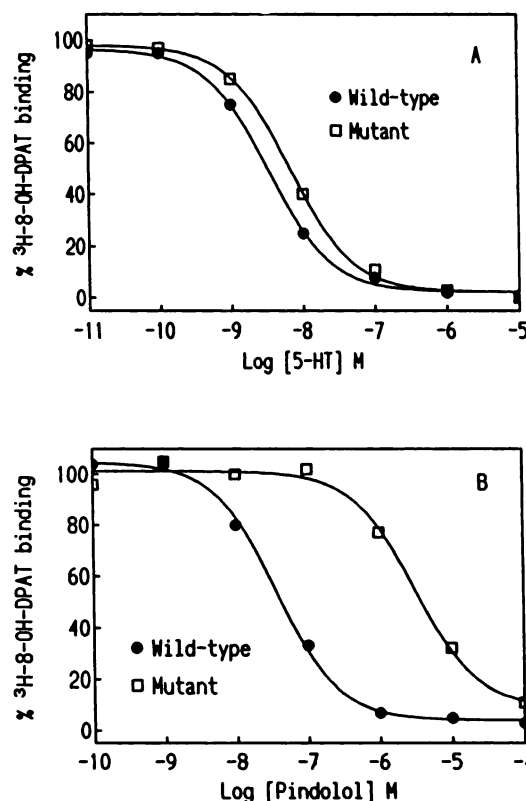 A
● Wild-type
□ Mutant
100
80
60
40
20
0
% ³H-8-OH-DPAT binding
-11 -10 -9 -8 -7 -6 -5
Log [5-HT] M
B
100
80
60
40
20
0
% ³H-8-OH-DPAT binding
● Wild-type
□ Mutant
-10 -9 -8 -7 -6 -5 -4
Log [Pindolol] M